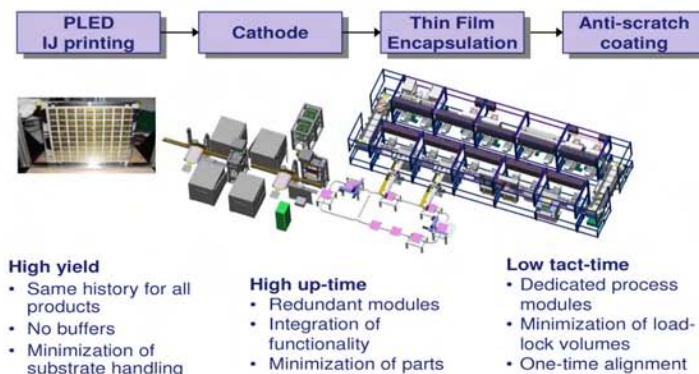 PLED
IJ printing
Cathode
Thin Film
Encapsulation
Anti-scratch
coating
High yield
• Same history for all
products
• No buffers
• Minimization of
substrate handling
High up-time
• Redundant modules
• Integration of
functionality
• Minimization of parts
Low tact-time
• Dedicated process
modules
• Minimization of load-
lock volumes
• One-time alignment